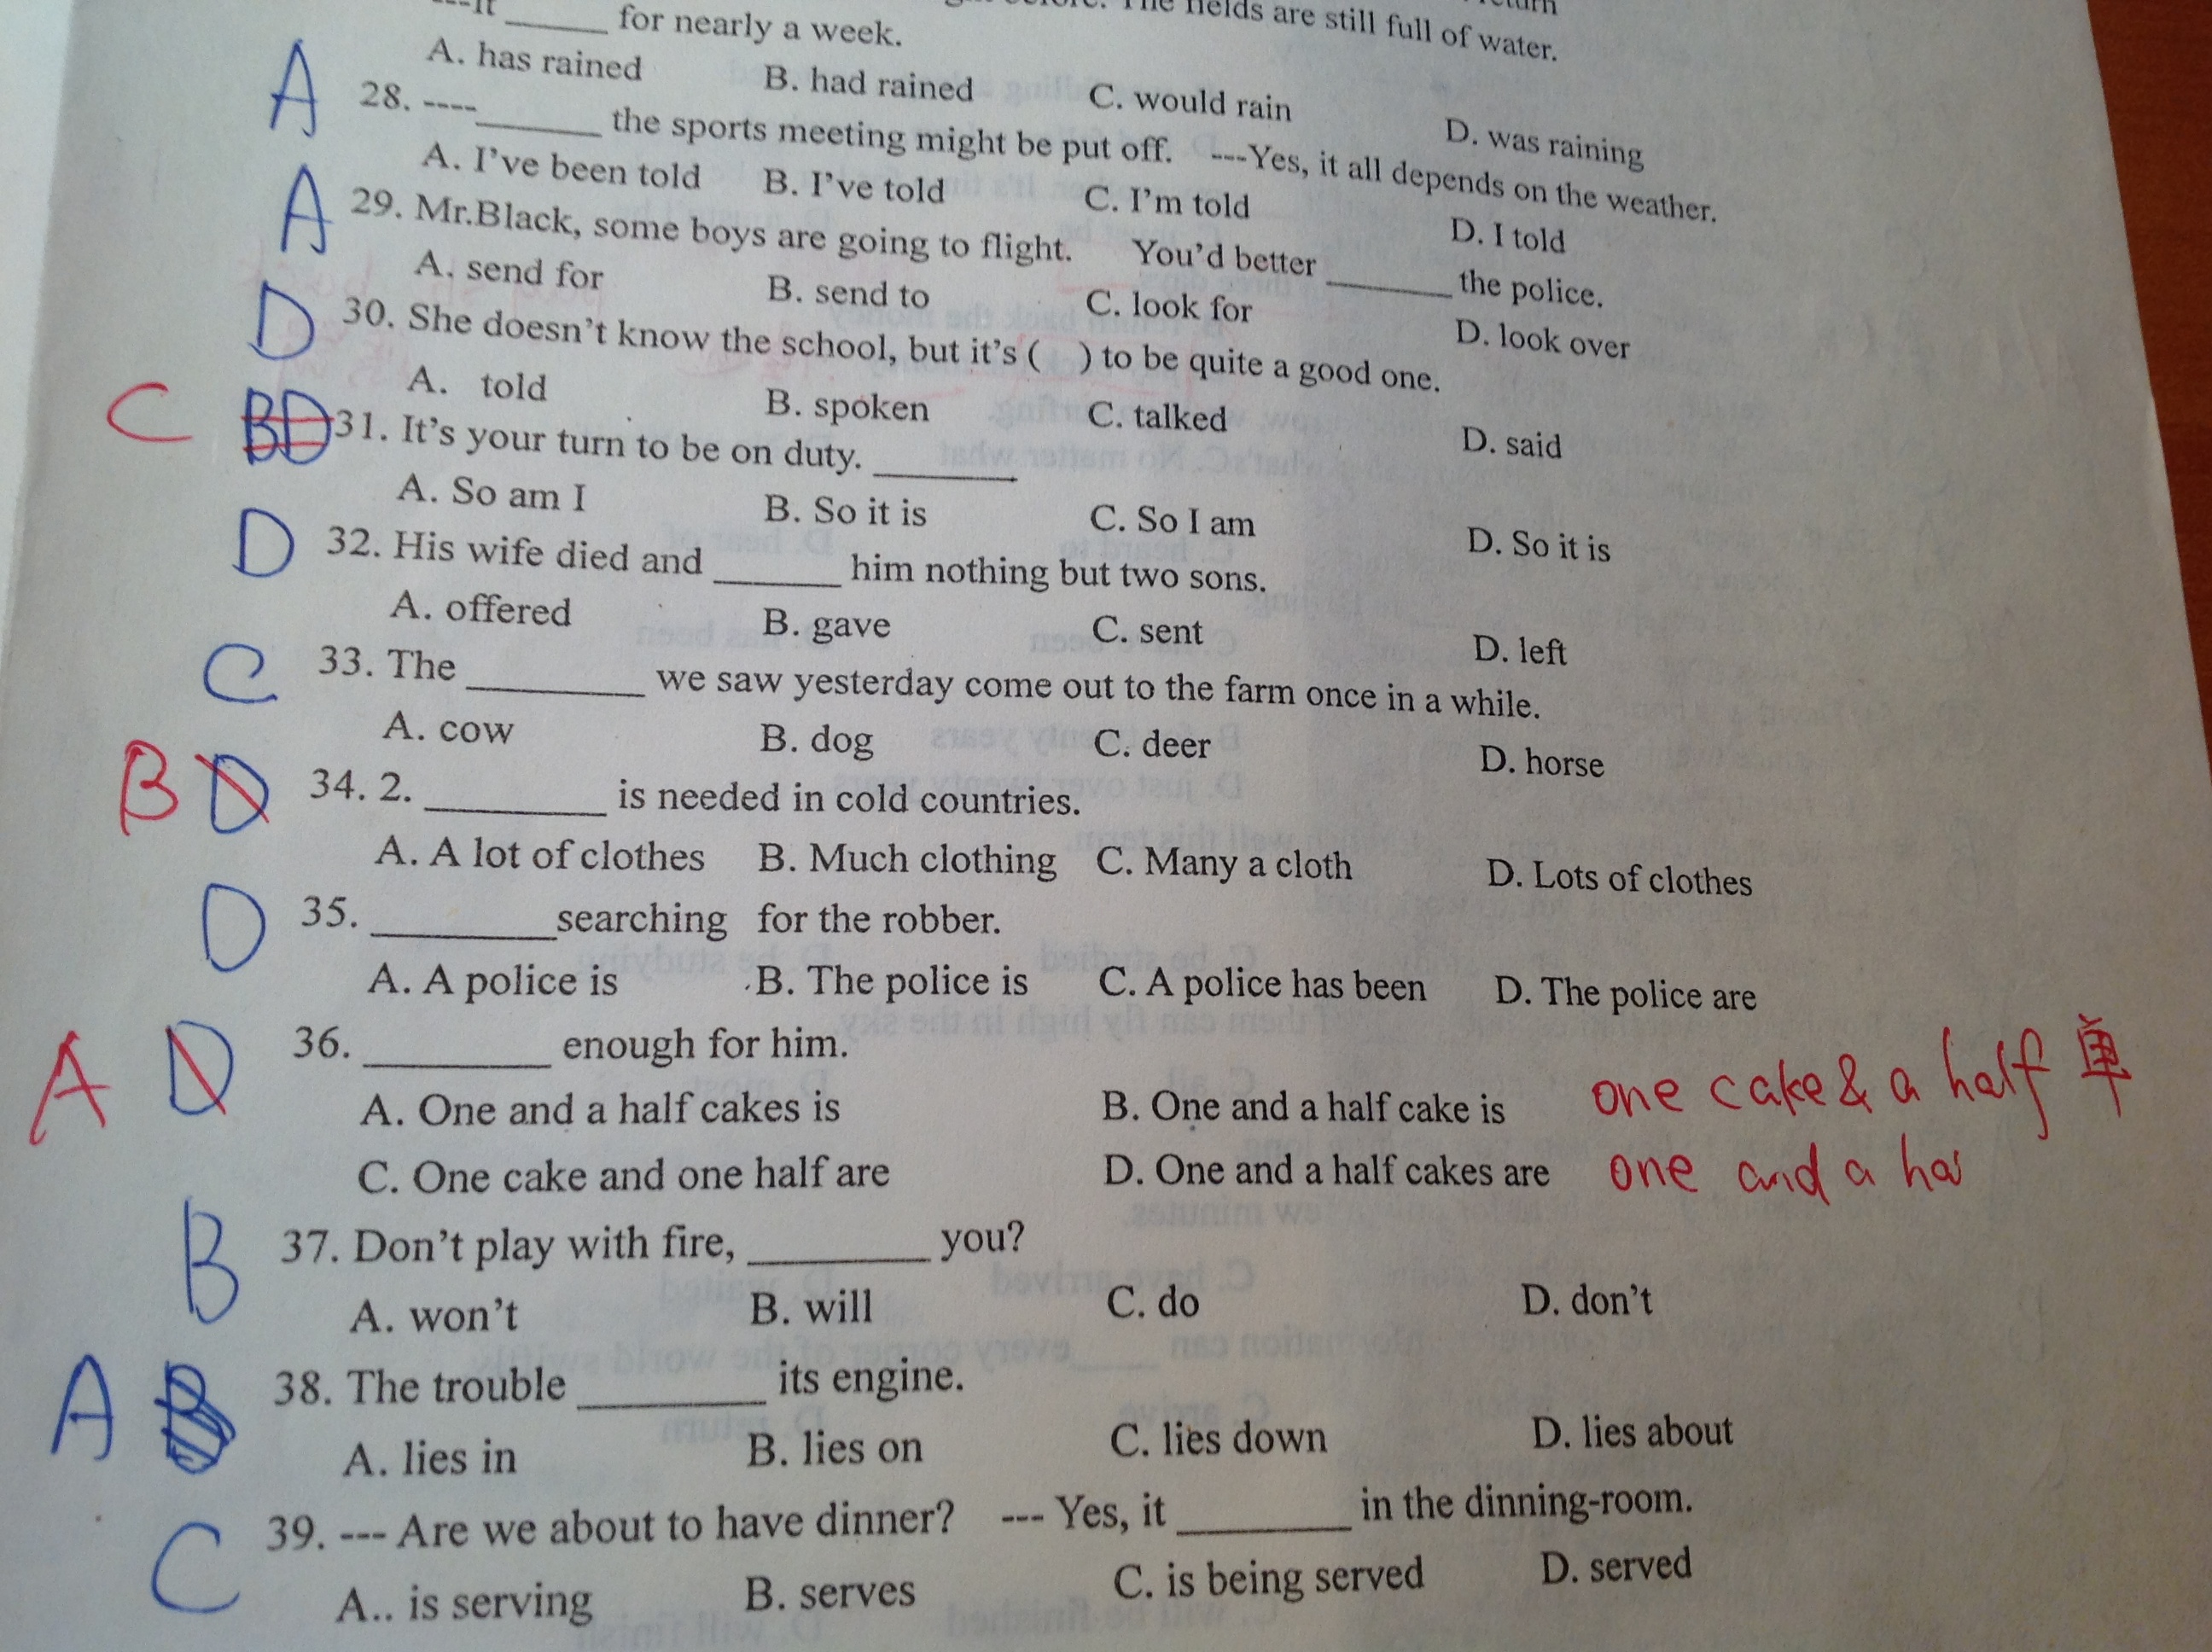 ---It ______ for nearly a week. The fields are still full of water.
A. has rained B. had rained C. would rain D. was raining
A 28. ----______ the sports meeting might be put off. ---Yes, it all depends on the weather.
A. I've been told B. I've told C. I'm told D. I told
A 29. Mr.Black, some boys are going to flight. You'd better ______ the police.
A. send for B. send to C. look for D. look over
D 30. She doesn't know the school, but it's ( ) to be quite a good one.
A. told B. spoken C. talked D. said
C BD 31. It's your turn to be on duty. ______
A. So am I B. So it is C. So I am D. So it is
D 32. His wife died and ______ him nothing but two sons.
A. offered B. gave C. sent D. left
C 33. The ________ we saw yesterday come out to the farm once in a while.
A. cow B. dog C. deer D. horse
B D 34. 2. ________ is needed in cold countries.
A. A lot of clothes B. Much clothing C. Many a cloth D. Lots of clothes
D 35. ________searching for the robber.
A. A police is B. The police is C. A police has been D. The police are
A D 36. ________ enough for him.
A. One and a half cakes is B. One and a half cake is one cake & a half 单
C. One cake and one half are D. One and a half cakes are one and a ha
B 37. Don't play with fire, ________ you?
A. won't B. will C. do D. don't
A B 38. The trouble ________ its engine.
A. lies in B. lies on C. lies down D. lies about
C 39. --- Are we about to have dinner? --- Yes, it ________ in the dinning-room.
A.. is serving B. serves C. is being served D. served